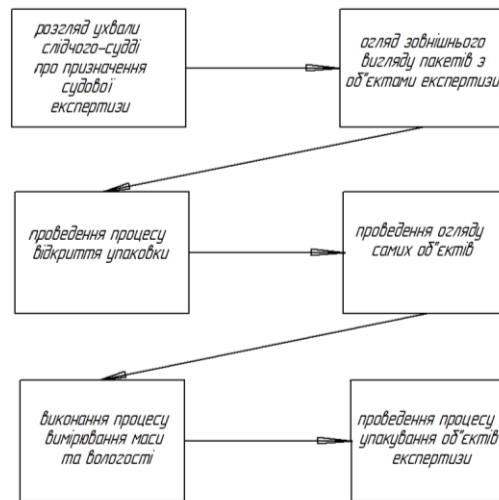 розгляд ухвали
слідчого-судді
про призначення
судової
експертизи
огляд зовнішнього
вигляду пакетів з
об"єктами експертизи
проведення процесу
відкриття упаковки
проведення огляду
самих об"єктів
виконання процесу
вимірювання маси
та вологості
проведення процесу
упакування об"єктів
експертизи